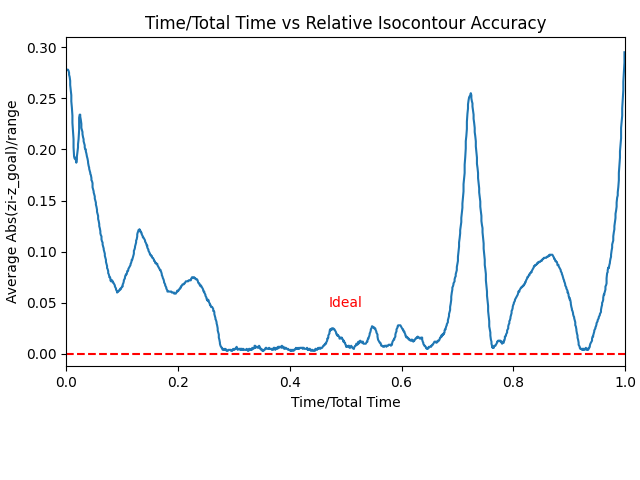 Time/Total Time vs Relative Isocontour Accuracy
Average Abs(zi-z_goal)/range
0.30
0.25
0.20
0.15
0.10
0.05
0.00
Ideal
0.0 0.2 0.4 0.6 0.8 1.0
Time/Total Time